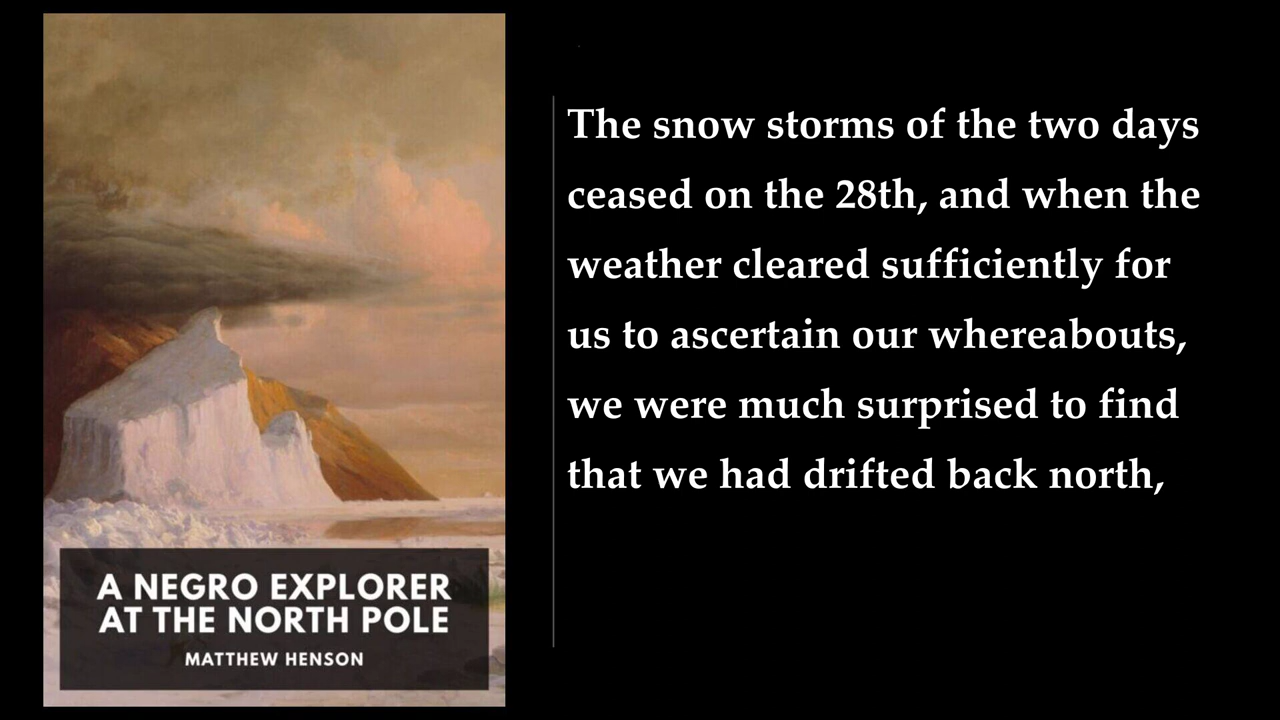 A NEGRO EXPLORER
AT THE NORTH POLE
MATTHEW HENSON
The snow storms of the two days
ceased on the 28th, and when the
weather cleared sufficiently for
us to ascertain our whereabouts,
we were much surprised to find
that we had drifted back north,